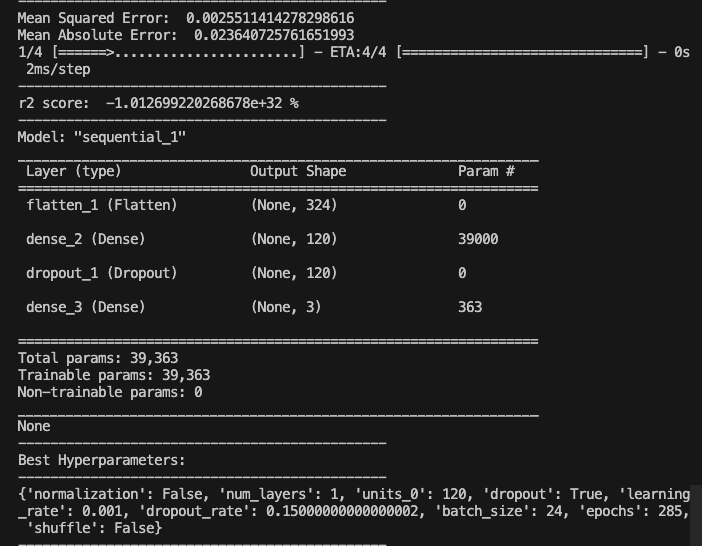 ------------------------------------------------
Mean Squared Error:  0.0025511414278298616
Mean Absolute Error:  0.023640725761651993
1/4 [======>.......................] - ETA:4/4 [==============================] - 0s
 2ms/step
------------------------------------------------
r2 score:  -1.012699220268678e+32 %
------------------------------------------------
Model: "sequential_1"
_________________________________________________________________
 Layer (type)                Output Shape              Param #
=================================================================
 flatten_1 (Flatten)         (None, 324)               0
 dense_2 (Dense)             (None, 120)               39000
 dropout_1 (Dropout)         (None, 120)               0
 dense_3 (Dense)             (None, 3)                 363
=================================================================
Total params: 39,363
Trainable params: 39,363
Non-trainable params: 0
_________________________________________________________________
None
------------------------------------------------
Best Hyperparameters:
------------------------------------------------
{'normalization': False, 'num_layers': 1, 'units_0': 120, 'dropout': True, 'learning
_rate': 0.001, 'dropout_rate': 0.15000000000000002, 'batch_size': 24, 'epochs': 285,
 'shuffle': False}
------------------------------------------------